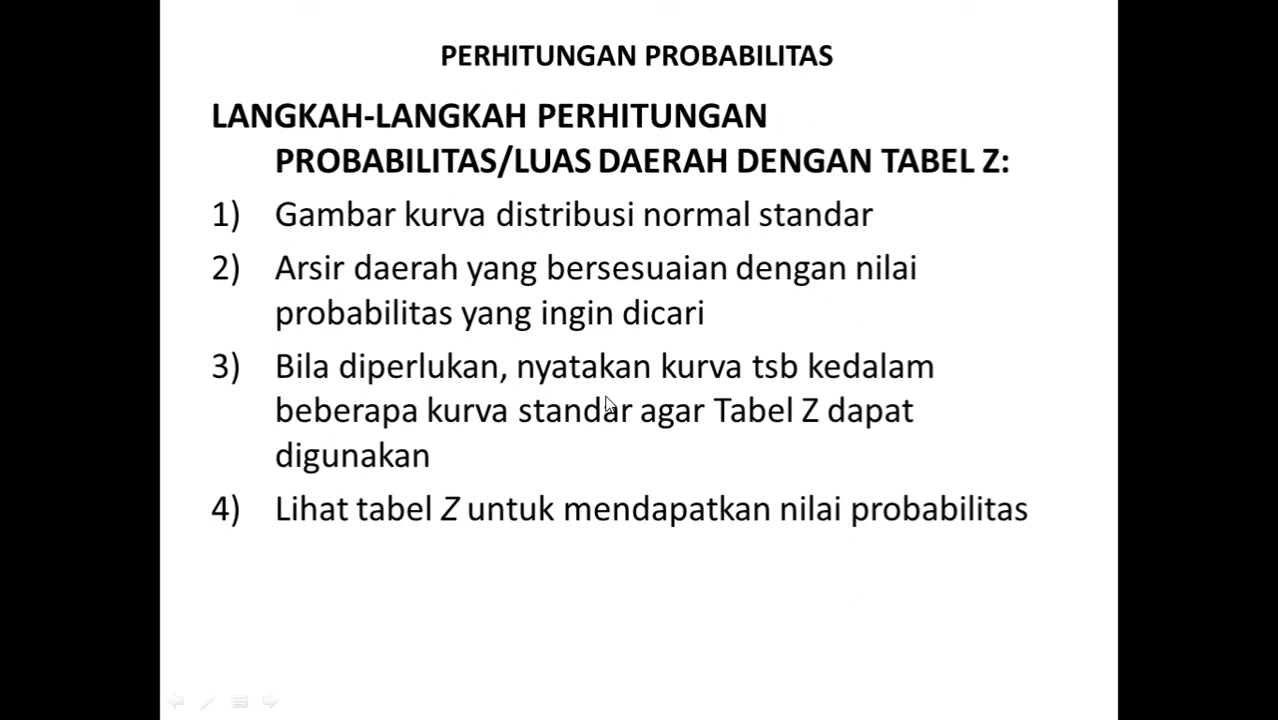 PERHITUNGAN PROBABILITAS
LANGKAH-LANGKAH PERHITUNGAN
PROBABILITAS/LUAS DAERAH DENGAN TABEL Z:
1) Gambar kurva distribusi normal standar
2) Arsir daerah yang bersesuaian dengan nilai
probabilitas yang ingin dicari
3) Bila diperlukan, nyatakan kurva tsb kedalam
beberapa kurva standar agar Tabel Z dapat
digunakan
4) Lihat tabel Z untuk mendapatkan nilai probabilitas